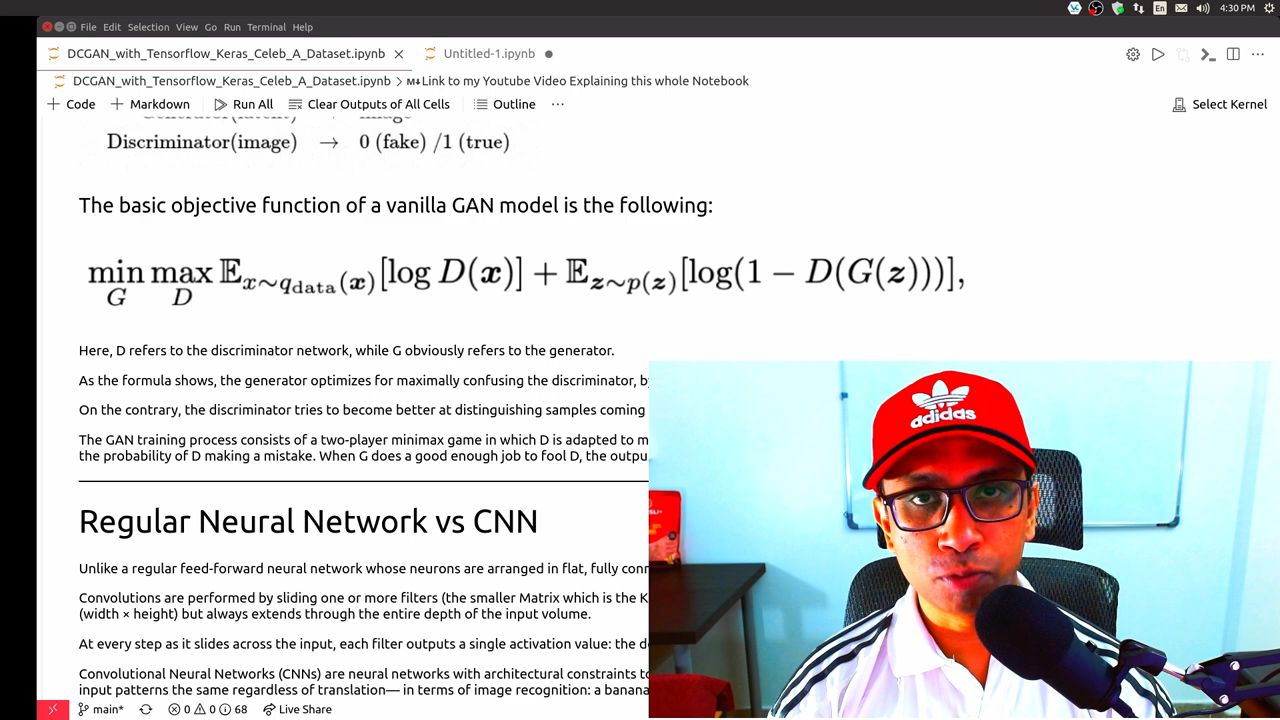 En 4:30 PM
File Edit Selection View Go Run Terminal Help
DCGAN_with_Tensorflow_Keras_Celeb_A_Dataset.ipynb Untitled-1.ipynb
DCGAN_with_Tensorflow_Keras_Celeb_A_Dataset.ipynb > M↓Link to my Youtube Video Explaining this whole Notebook
+ Code + Markdown Run All Clear Outputs of All Cells Outline ... Select Kernel
Generator(latent) → image
Discriminator(image) → 0 (fake) /1 (true)
The basic objective function of a vanilla GAN model is the following:
min_G max_D 𝔼_{x∼q_data(x)}[log D(x)] + 𝔼_{z∼p(z)}[log(1 − D(G(z)))],
Here, D refers to the discriminator network, while G obviously refers to the generator.
As the formula shows, the generator optimizes for maximally confusing the discriminator, b
On the contrary, the discriminator tries to become better at distinguishing samples coming
The GAN training process consists of a two-player minimax game in which D is adapted to m
the probability of D making a mistake. When G does a good enough job to fool D, the outpu
Regular Neural Network vs CNN
Unlike a regular feed-forward neural network whose neurons are arranged in flat, fully conn
Convolutions are performed by sliding one or more filters (the smaller Matrix which is the K
(width × height) but always extends through the entire depth of the input volume.
At every step as it slides across the input, each filter outputs a single activation value: the d
Convolutional Neural Networks (CNNs) are neural networks with architectural constraints to
input patterns the same regardless of translation— in terms of image recognition: a banana
adidas
main* 0 0 68 Live Share